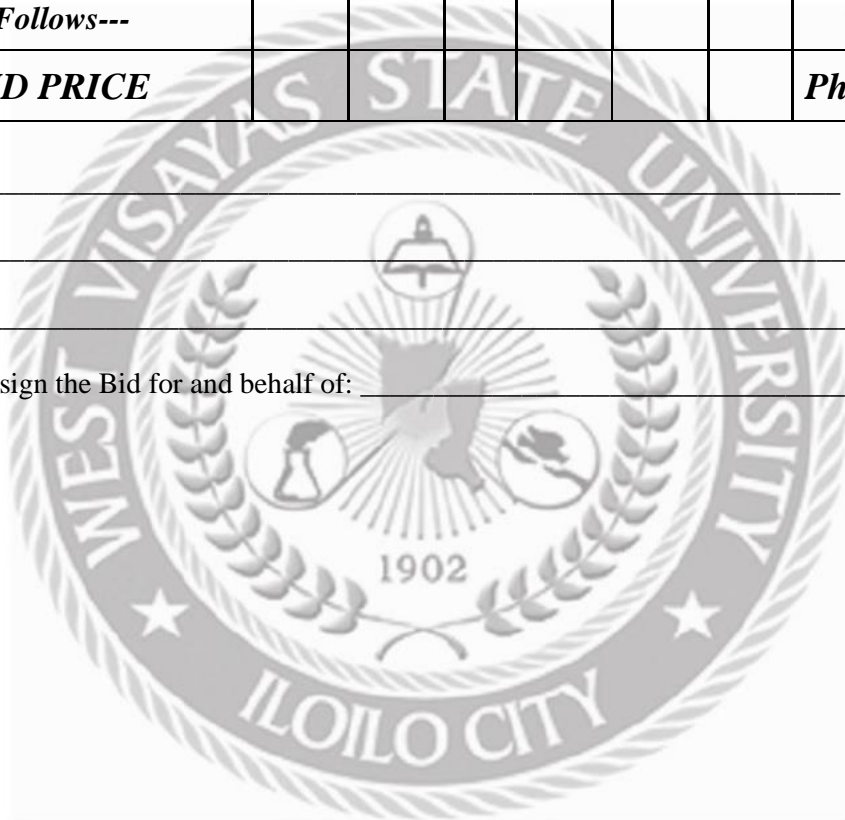 Follows---
D PRICE
Ph
sign the Bid for and behalf of:
WEST VISAYAS STATE UNIVERSITY
1902
ILOILO CITY